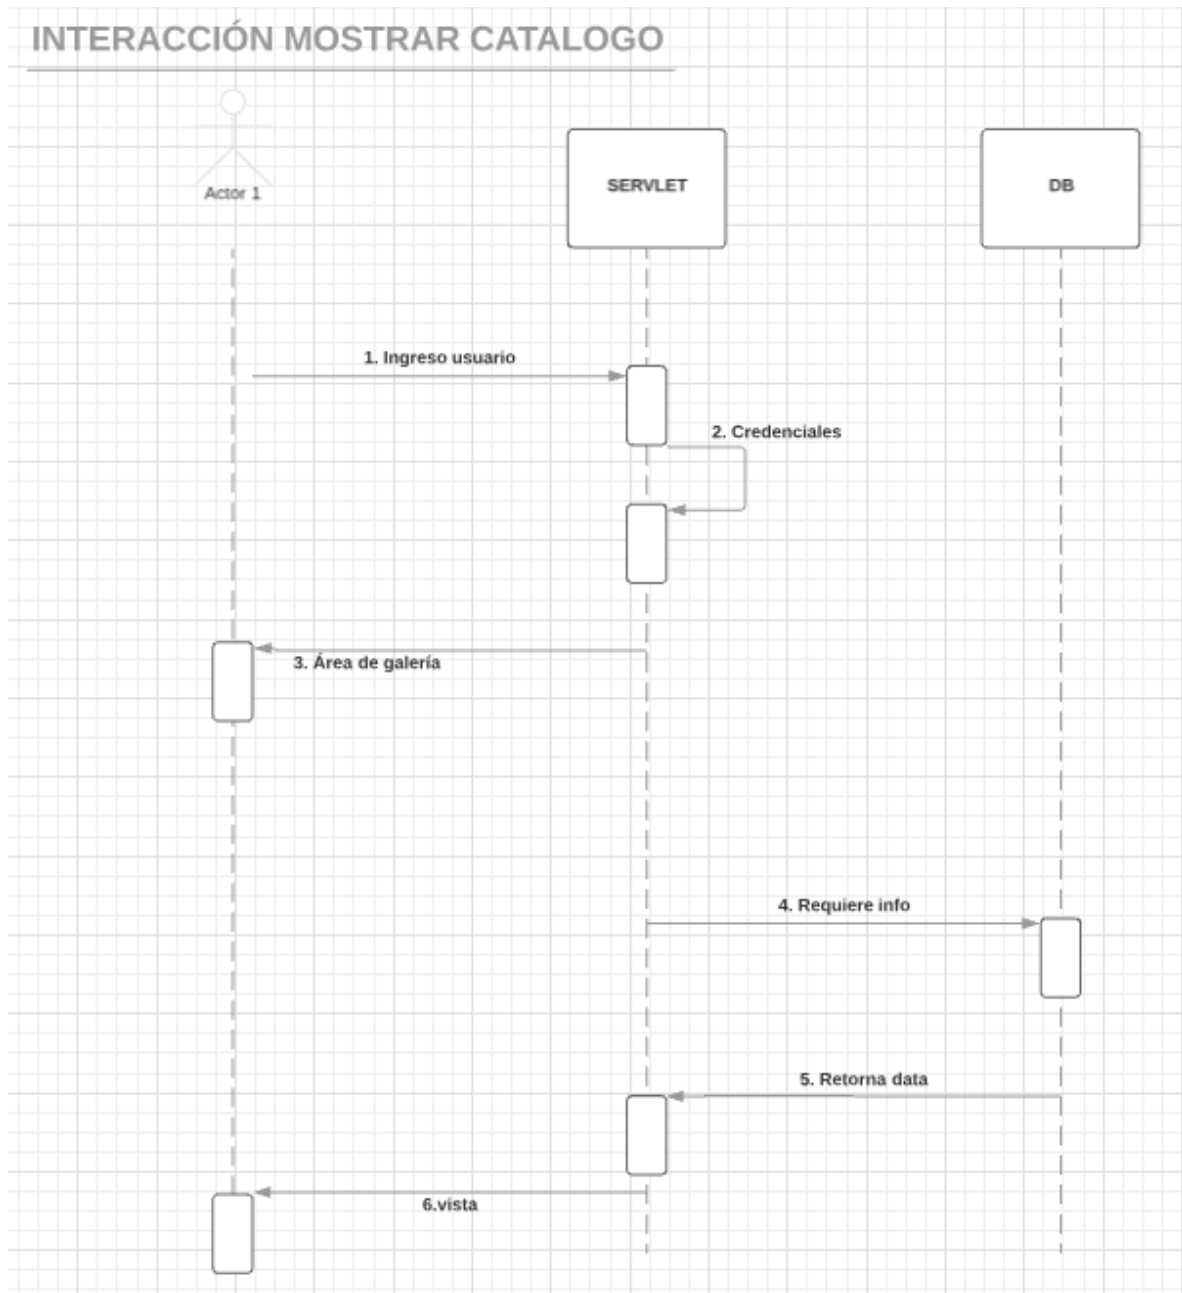 INTERACCIÓN MOSTRAR CATALOGO
Actor 1
SERVLET
DB
1. Ingreso usuario
2. Credenciales
3. Área de galería
4. Requiere info
5. Retorna data
6.vista